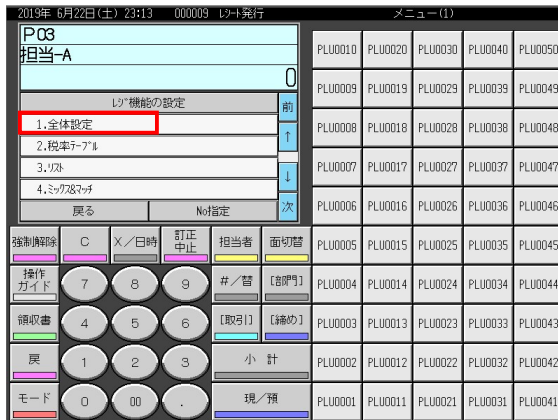 2019年 6月22日(土) 23:13 000009 ﾚｼｰﾄ発行 メニュー(1)
P03
担当-A
0
ﾚｼﾞ機能の設定 前
1.全体設定
↑
2.税率ﾃｰﾌﾞﾙ
3.ﾘｽﾄ
↓
4.ﾐｯｸｽ&ﾏｯﾁ
戻る No指定 次
強制解除 C ×/日時 訂正中止 担当者 面切替
操作ガイド 7 8 9 #/替 [部門]
領収書 4 5 6 [取引] [締め]
戻 1 2 3 小 計
モード 0 00 . 現/預
PLU0010 PLU0020 PLU0030 PLU0040 PLU0050
PLU0009 PLU0019 PLU0029 PLU0039 PLU0049
PLU0008 PLU0018 PLU0028 PLU0038 PLU0048
PLU0007 PLU0017 PLU0027 PLU0037 PLU0047
PLU0006 PLU0016 PLU0026 PLU0036 PLU0046
PLU0005 PLU0015 PLU0025 PLU0035 PLU0045
PLU0004 PLU0014 PLU0024 PLU0034 PLU0044
PLU0003 PLU0013 PLU0023 PLU0033 PLU0043
PLU0002 PLU0012 PLU0022 PLU0032 PLU0042
PLU0001 PLU0011 PLU0021 PLU0031 PLU0041